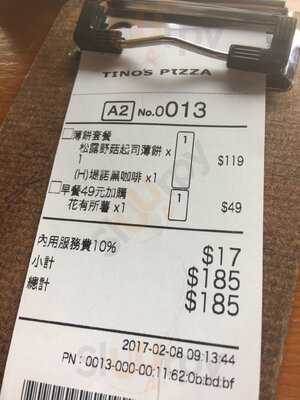 TINO'S PIZZA
A2 No.0013
薄餅套餐 1
松露野菇起司薄餅 x
1 $119
(H)堤諾黑咖啡 x1
早餐49元加購 1
花有所薯 x1 $49
內用服務費10% $17
小計 $185
總計 $185
2017-02-08 09:13:44
PN : 0013-000-00:11:62:0b:bd:bf